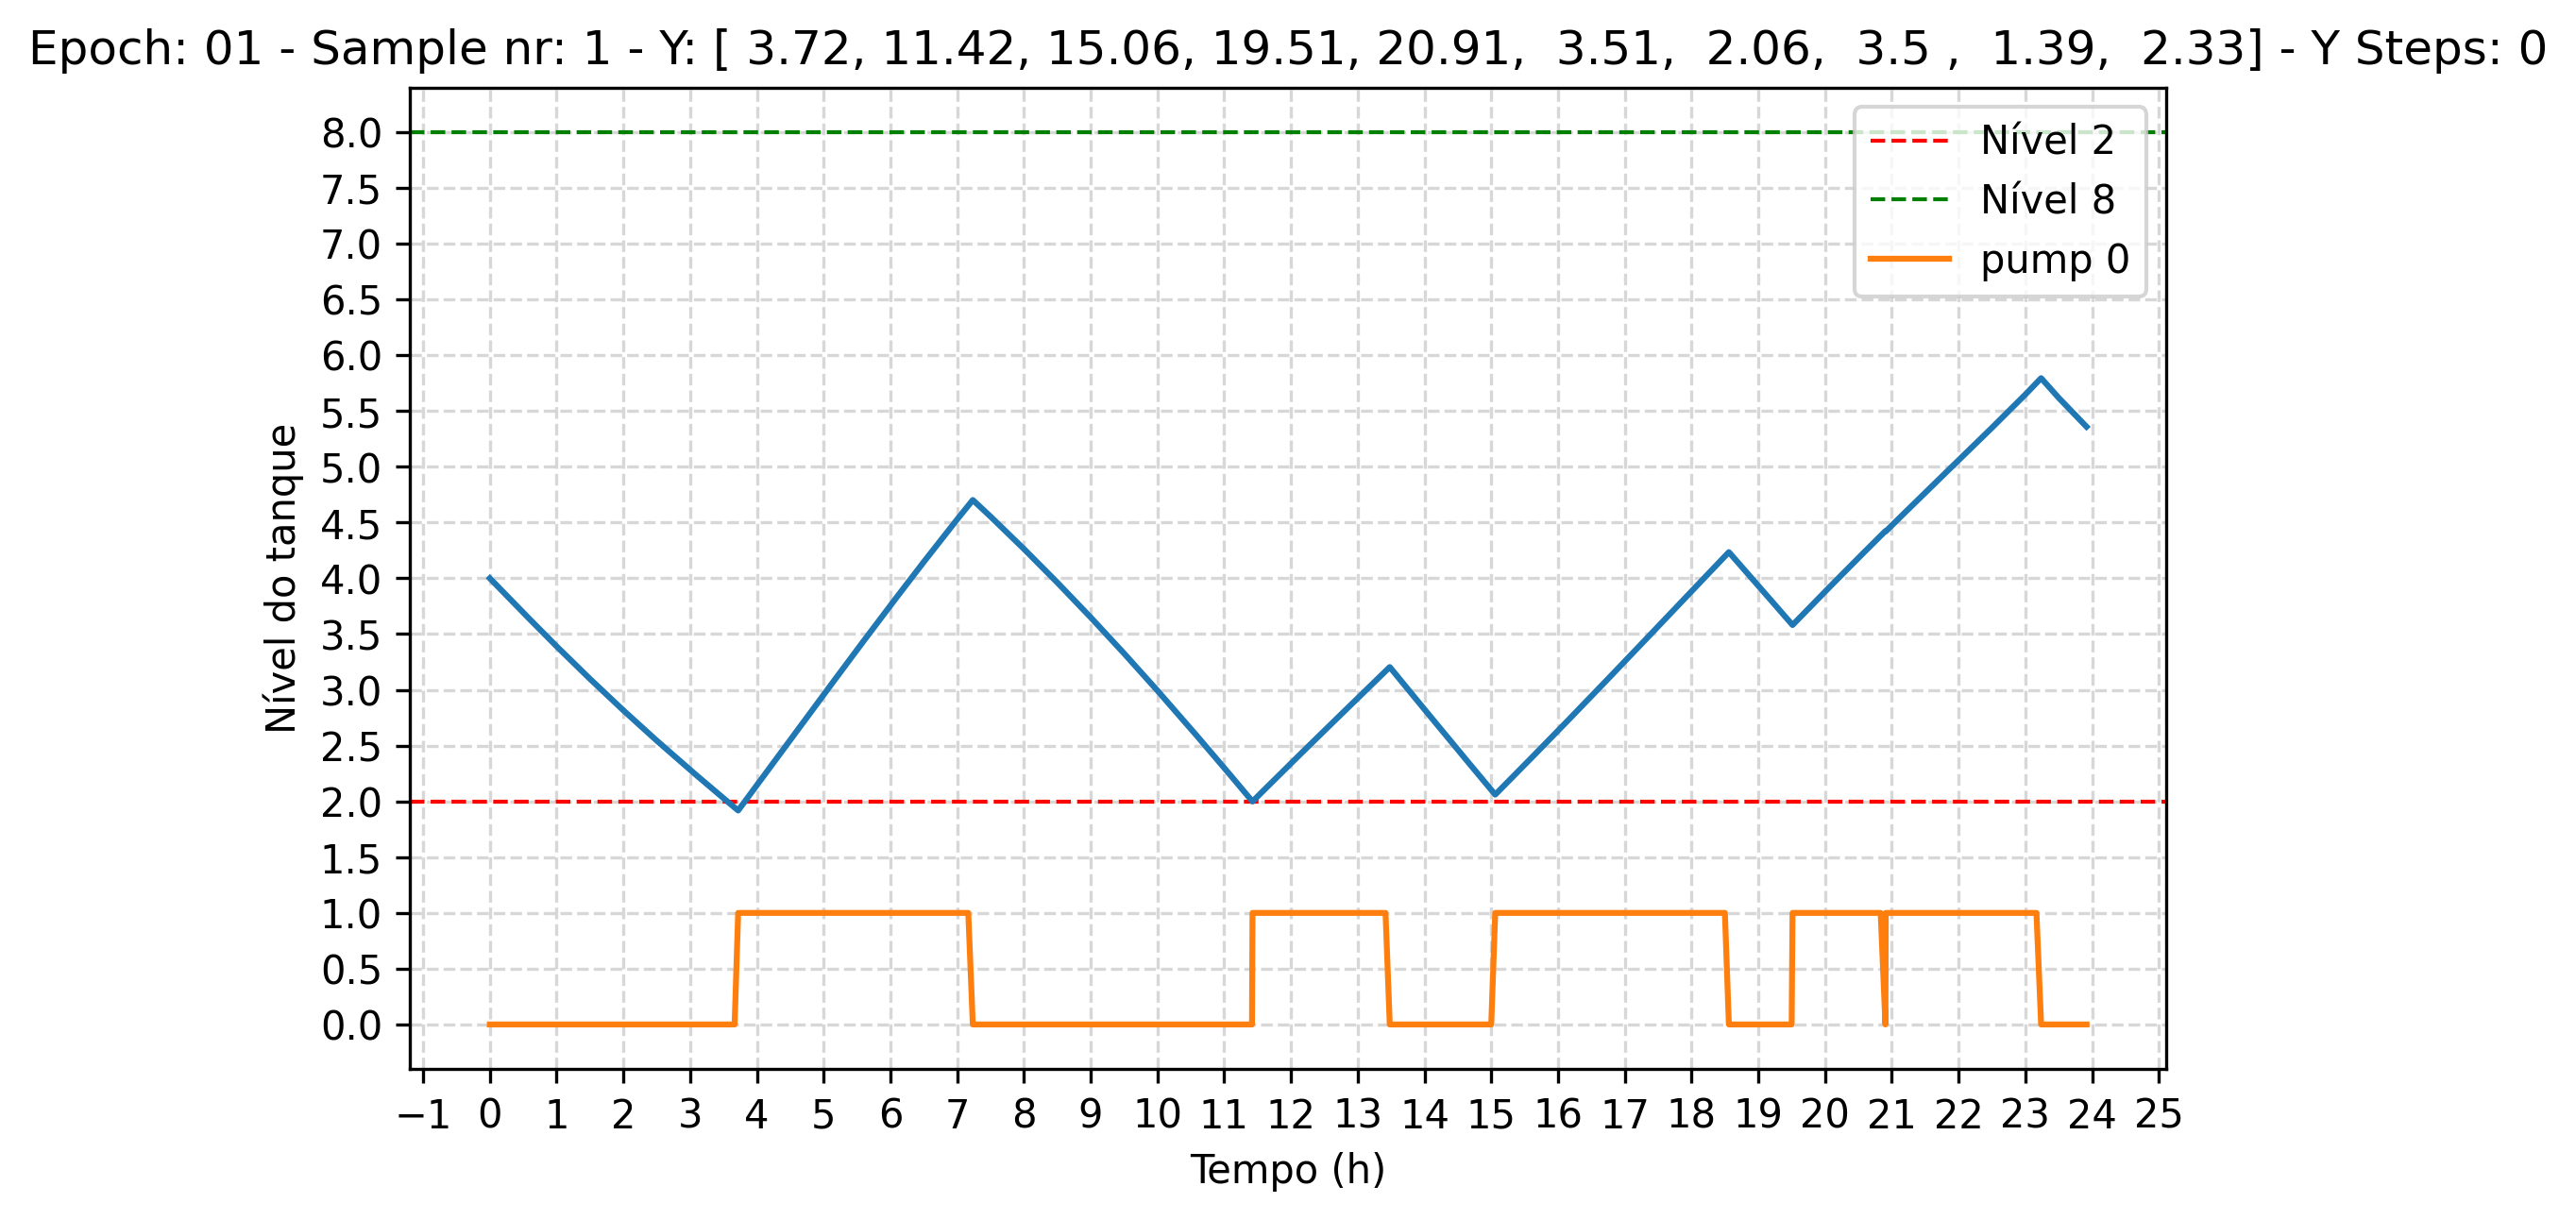 Epoch: 01 - Sample nr: 1 - Y: [ 3.72, 11.42, 15.06, 19.51, 20.91,  3.51,  2.06,  3.5 ,  1.39,  2.33] - Y Steps: 0
Nível 2
Nível 8
pump 0
8.0
7.5
7.0
6.5
6.0
5.5
5.0
4.5
4.0
3.5
3.0
2.5
2.0
1.5
1.0
0.5
0.0
Nível do tanque
−1 0 1 2 3 4 5 6 7 8 9 10 11 12 13 14 15 16 17 18 19 20 21 22 23 24 25
Tempo (h)